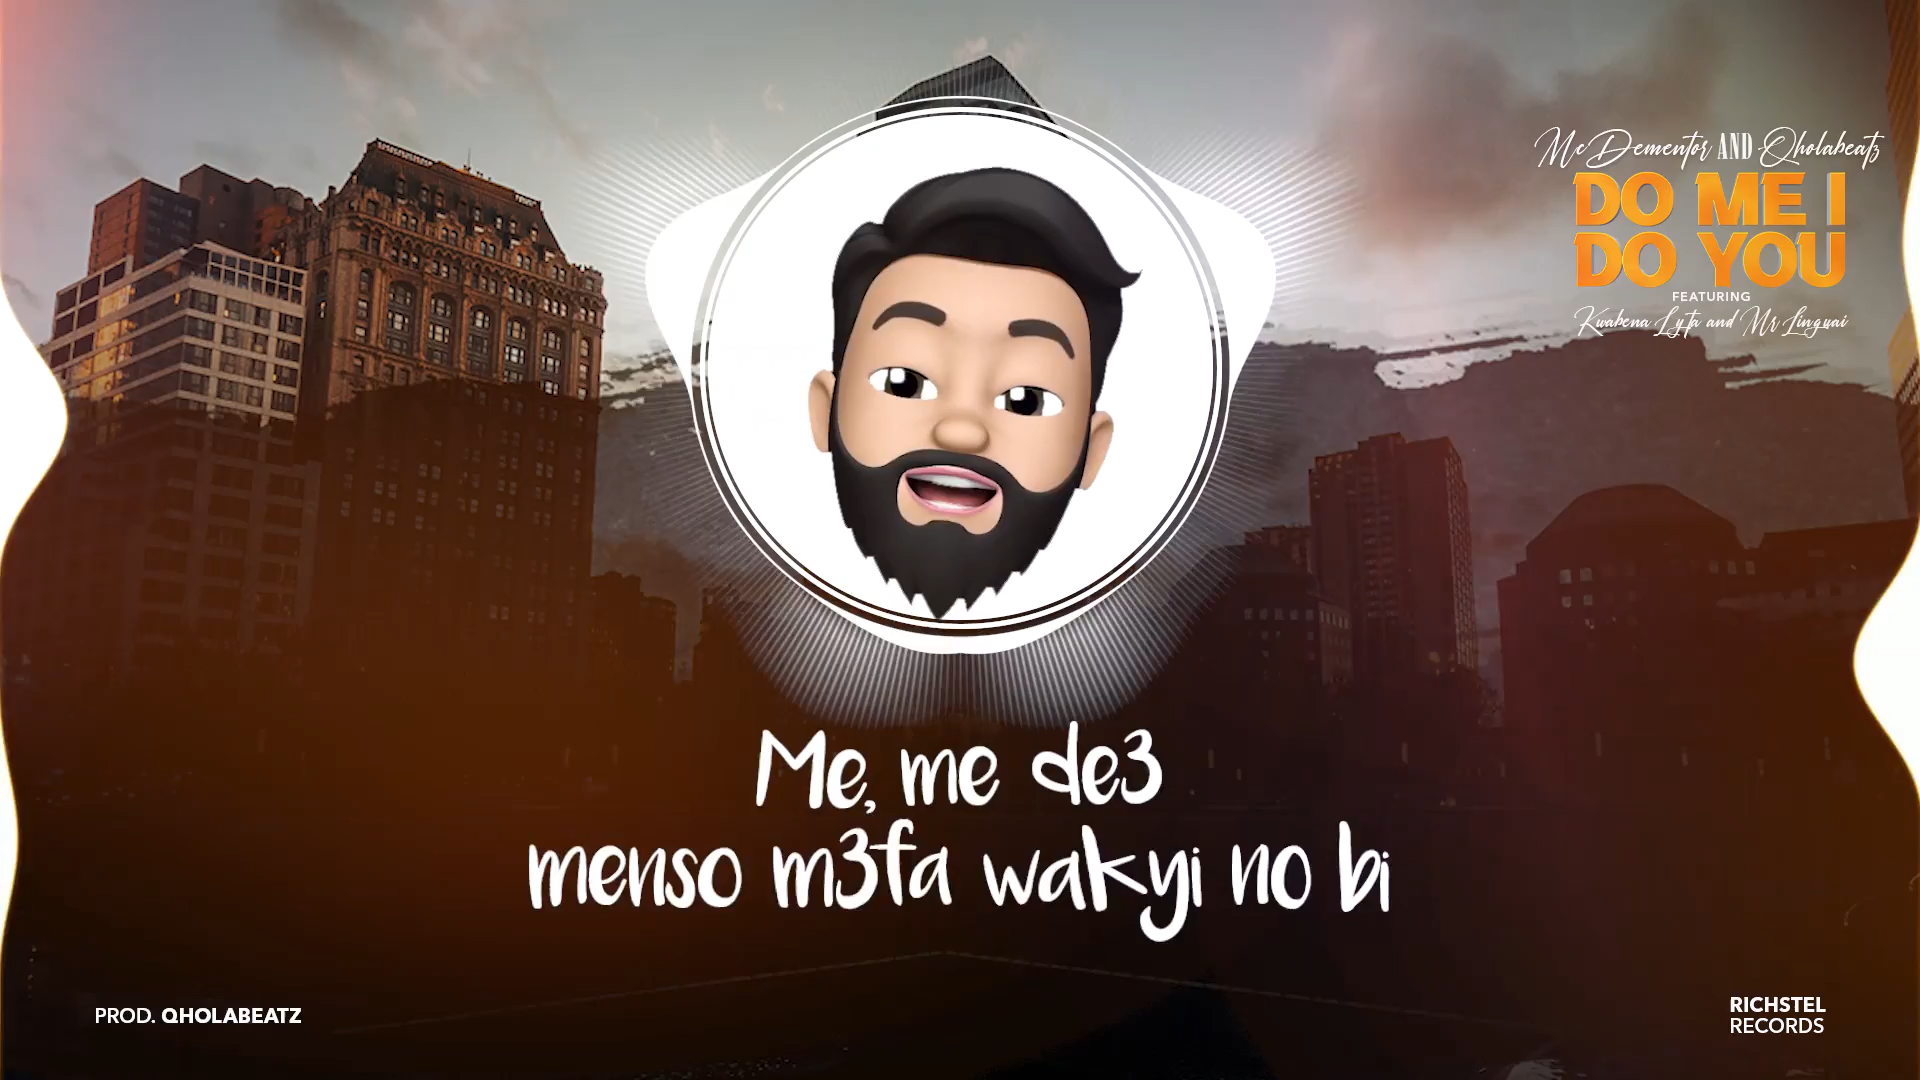 Mc Dementor AND Qholabeatz
DO ME I
DO YOU
FEATURING
Kwabena Lyta and Mr Linguai
Me, me de3
menso m3fa wakyi no bi
PROD. QHOLABEATZ
RICHSTEL
RECORDS